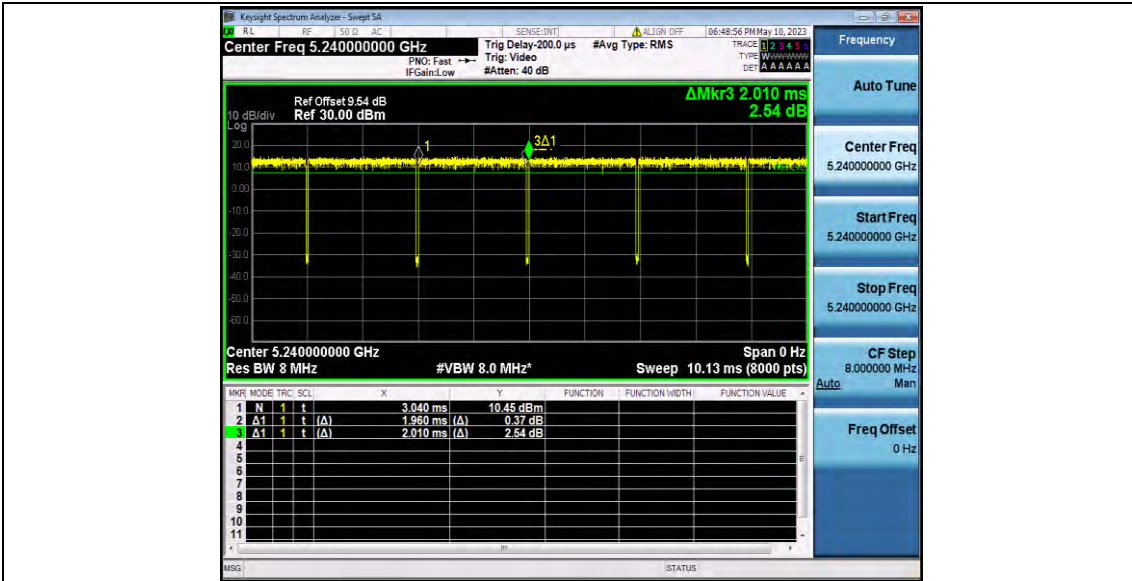 Keysight Spectrum Analyzer - Swept SA
RL RF 50 Ω AC SENSE:INT ALIGN OFF 06:48:56 PM May 10, 2023
Center Freq 5.240000000 GHz Trig Delay-200.0 µs #Avg Type: RMS TRACE 1 2 3 4 5 6
PNO: Fast Trig: Video TYPE WWWWWW
IFGain:Low #Atten: 40 dB DET A A A A A A
Frequency
Auto Tune
Center Freq
5.240000000 GHz
Start Freq
5.240000000 GHz
Stop Freq
5.240000000 GHz
CF Step
8.000000 MHz
Auto Man
Freq Offset
0 Hz
ΔMkr3 2.010 ms
2.54 dB
Ref Offset 9.54 dB
10 dB/div Ref 30.00 dBm
Log
20.0
10.0
0.00
-10.0
-20.0
-30.0
-40.0
-50.0
-60.0
1
3Δ1
Center 5.240000000 GHz Span 0 Hz
Res BW 8 MHz #VBW 8.0 MHz* Sweep 10.13 ms (8000 pts)
MKR MODE TRC SCL X Y FUNCTION FUNCTION WIDTH FUNCTION VALUE
1 N 1 t 3.040 ms 10.45 dBm
2 Δ1 1 t (Δ) 1.960 ms (Δ) 0.37 dB
3 Δ1 1 t (Δ) 2.010 ms (Δ) 2.54 dB
4
5
6
7
8
9
10
11
MSG STATUS